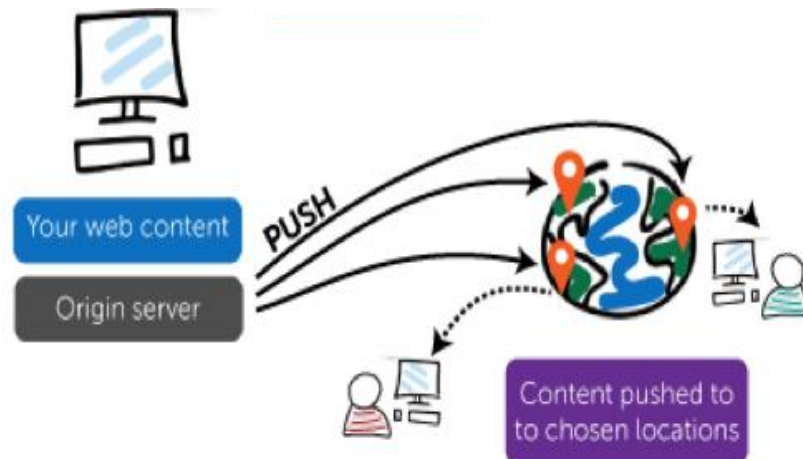 Your web content
PUSH
Origin server
Content pushed to
to chosen locations